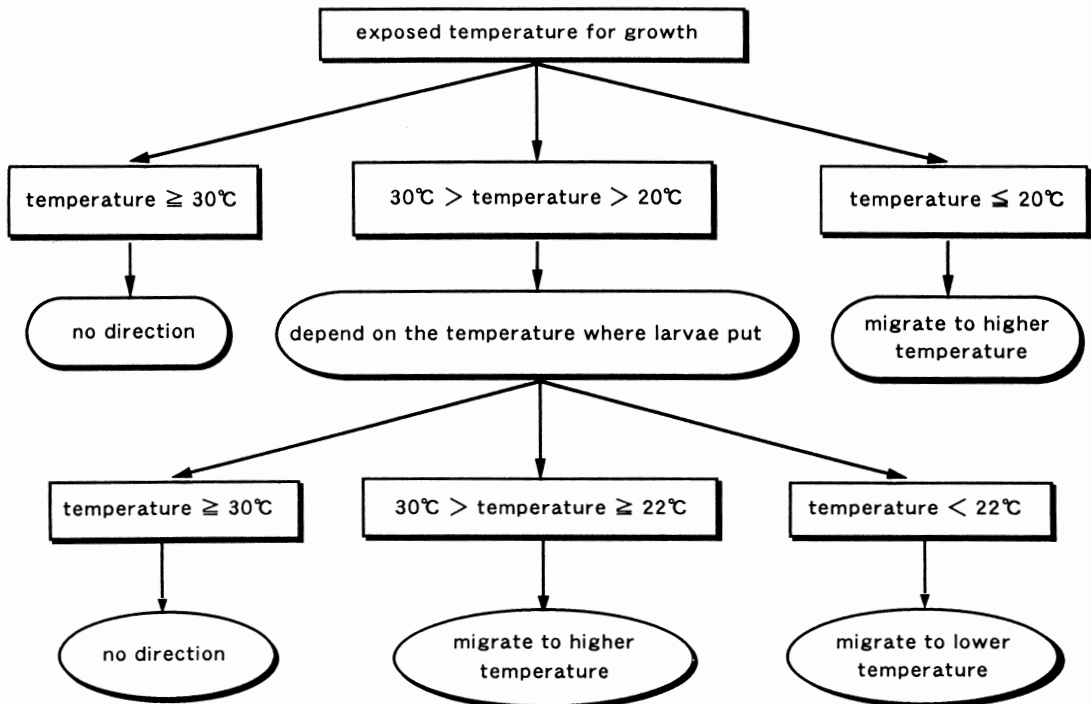 exposed temperature for growth
temperature ≧ 30℃
30℃ > temperature > 20℃
temperature ≦ 20℃
no direction
depend on the temperature where larvae put
migrate to higher
temperature
temperature ≧ 30℃
30℃ > temperature ≧ 22℃
temperature < 22℃
no direction
migrate to higher
temperature
migrate to lower
temperature